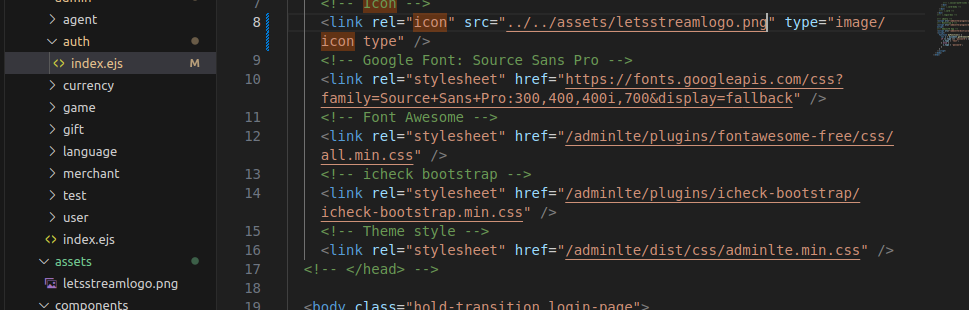 admin
agent
auth
index.ejs M
currency
game
gift
language
merchant
test
user
index.ejs
assets
letsstreamlogo.png
components
7 <!-- Icon -->
8 <link rel="icon" src="../../assets/letsstreamlogo.png" type="image/
icon type" />
9 <!-- Google Font: Source Sans Pro -->
10 <link rel="stylesheet" href="https://fonts.googleapis.com/css?
family=Source+Sans+Pro:300,400,400i,700&display=fallback" />
11 <!-- Font Awesome -->
12 <link rel="stylesheet" href="/adminlte/plugins/fontawesome-free/css/
all.min.css" />
13 <!-- icheck bootstrap -->
14 <link rel="stylesheet" href="/adminlte/plugins/icheck-bootstrap/
icheck-bootstrap.min.css" />
15 <!-- Theme style -->
16 <link rel="stylesheet" href="/adminlte/dist/css/adminlte.min.css" />
17 <!-- </head> -->
18
19 <body class="hold-transition login-page">